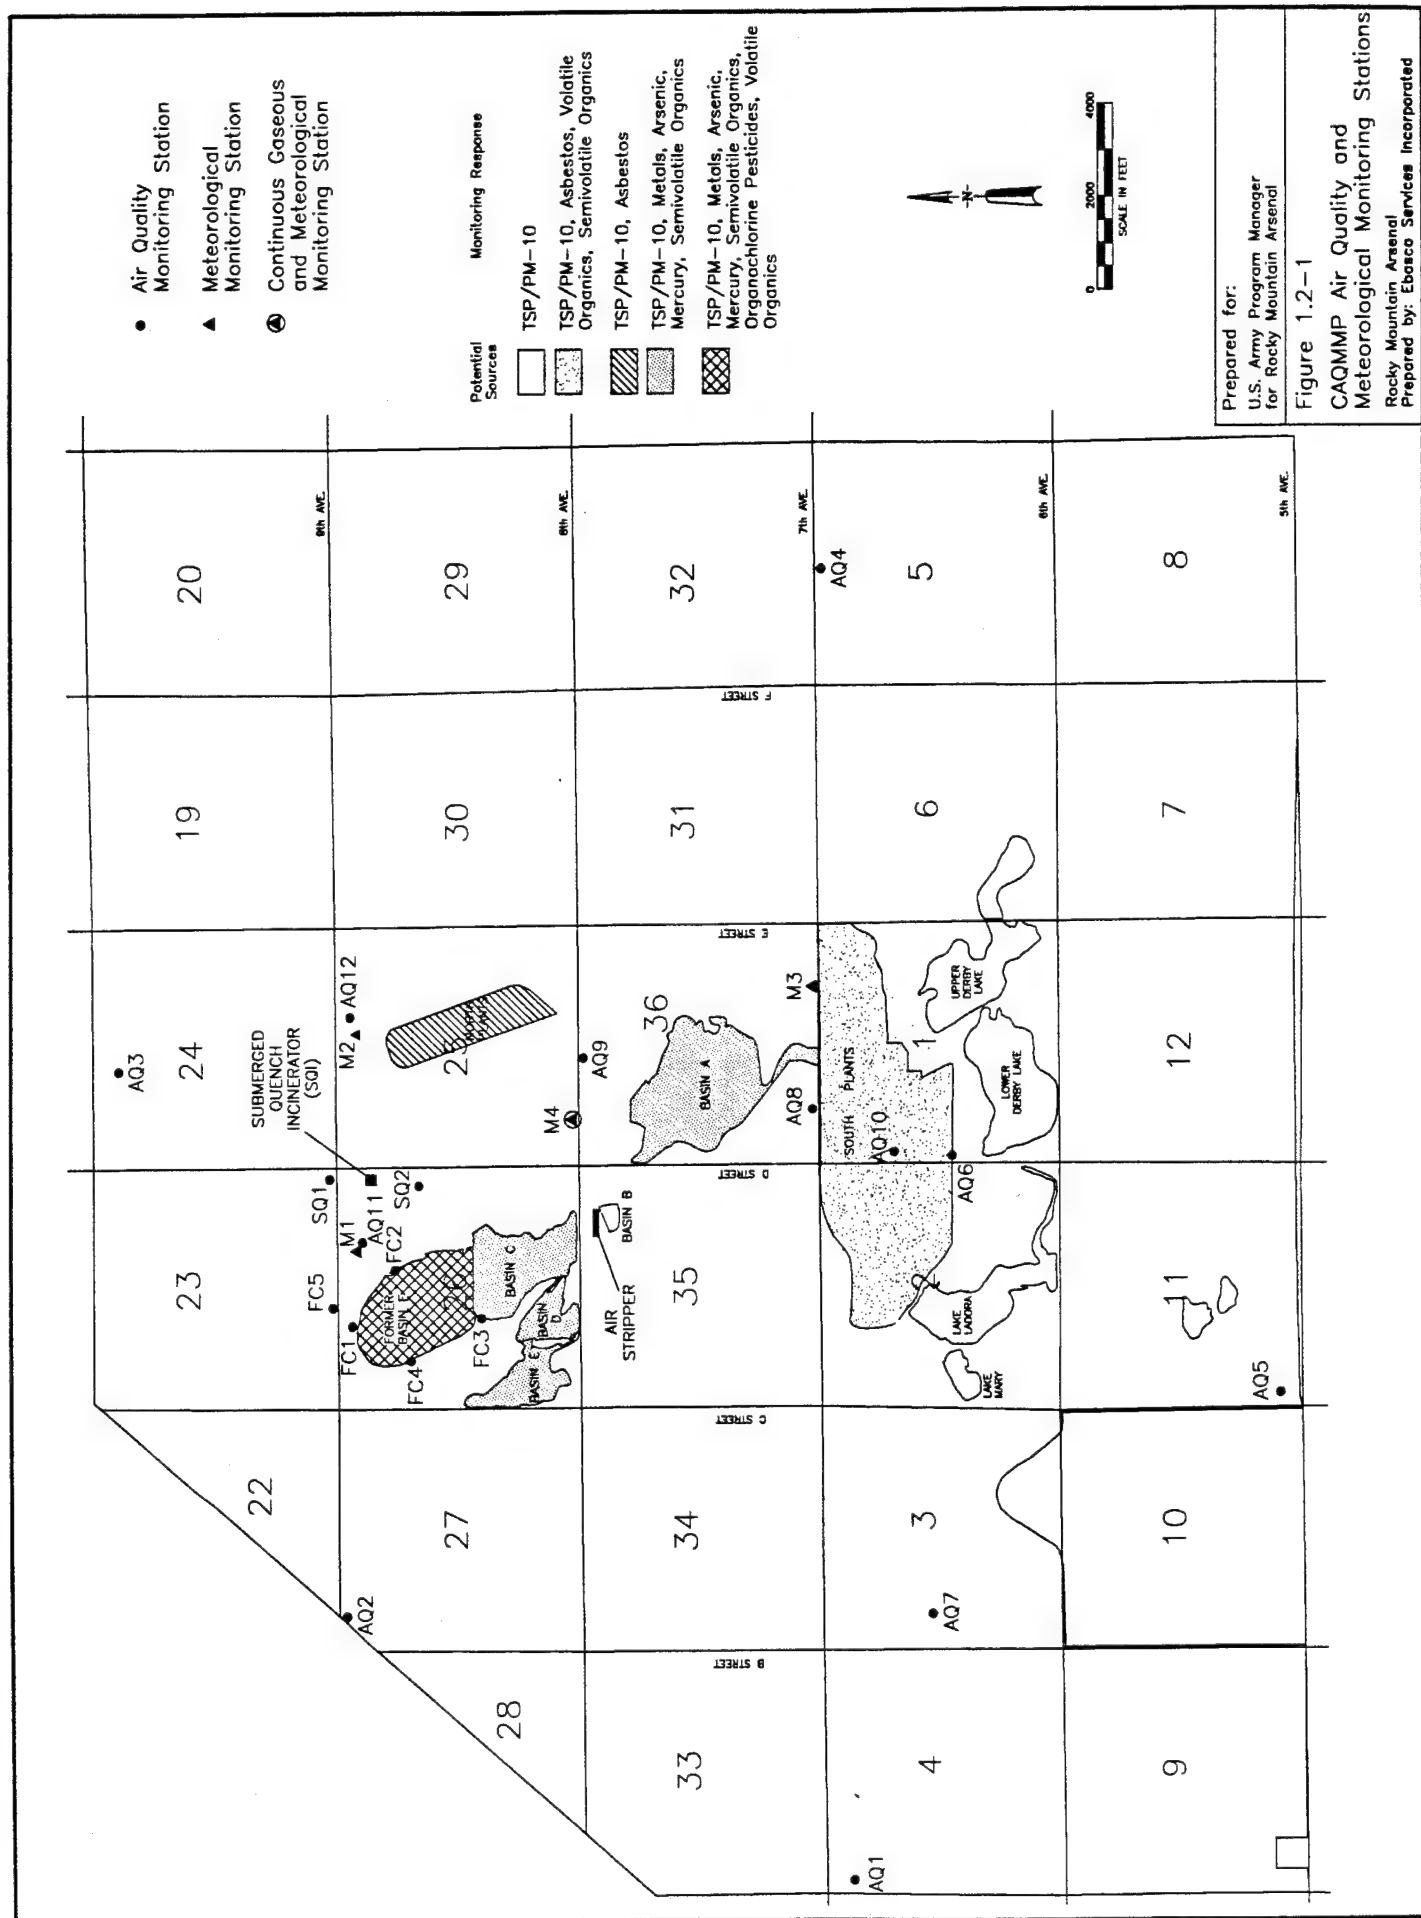 ● Air Quality
Monitoring Station
▲ Meteorological
Monitoring Station
Continuous Gaseous
and Meteorological
Monitoring Station
Potential
Sources
Monitoring Response
TSP/PM-10
TSP/PM-10, Asbestos, Volatile
Organics, Semivolatile Organics
TSP/PM-10, Asbestos
TSP/PM-10, Metals, Arsenic,
Mercury, Semivolatile Organics
TSP/PM-10, Metals, Arsenic,
Mercury, Semivolatile Organics,
Organochlorine Pesticides, Volatile
Organics
-N-
0 2000 4000
SCALE IN FEET
Prepared for:
U.S. Army Program Manager
for Rocky Mountain Arsenal
Figure 1.2-1
CAQMMP Air Quality and
Meteorological Monitoring Stations
Rocky Mountain Arsenal
Prepared by: Ebasco Services Incorporated
22
23
24
19
20
AQ3
SUBMERGED
QUENCH
INCINERATOR
(SQI)
9th AVE.
AQ2
FC5
SQ1
FC1
M1
AQ11
FC2
SQ2
M2
AQ12
28
27
FORMER
BASIN F
FC4
FC3
BASIN C
BASIN
D
BASIN E
NORTH
PLANTS
30
29
M4
8th AVE.
AQ9
33
34
35
36
31
32
AIR
STRIPPER
BASIN B
BASIN A
B STREET
C STREET
D STREET
E STREET
F STREET
AQ8
M3
7th AVE.
AQ4
AQ1
4
AQ7
3
2
1
6
5
SOUTH PLANTS
AQ10
AQ6
LAKE
LADORA
LAKE
MARY
UPPER
DERBY
LAKE
LOWER
DERBY LAKE
6th AVE.
9
10
11
12
7
8
AQ5
5th AVE.